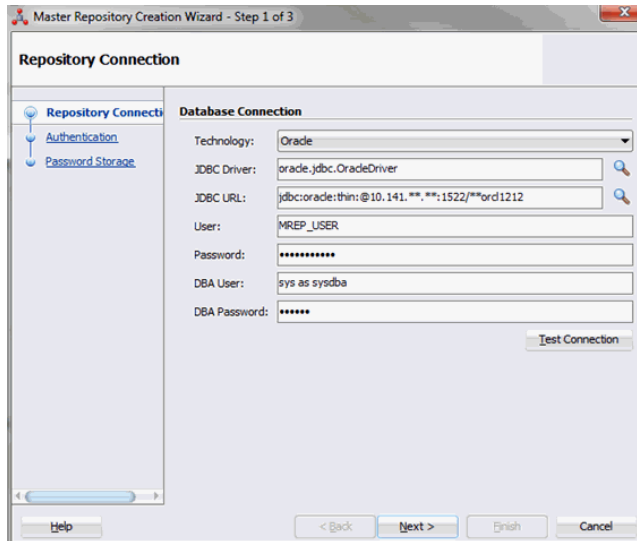 Master Repository Creation Wizard - Step 1 of 3
Repository Connection
Repository Connecti
Authentication
Password Storage
Database Connection
Technology: Oracle
JDBC Driver: oracle.jdbc.OracleDriver
JDBC URL: jdbc:oracle:thin:@10.141.**.**:1522/**orcl1212
User: MREP_USER
Password: •••••••••••
DBA User: sys as sysdba
DBA Password: ••••••
Test Connection
Help
< Back
Next >
Finish
Cancel